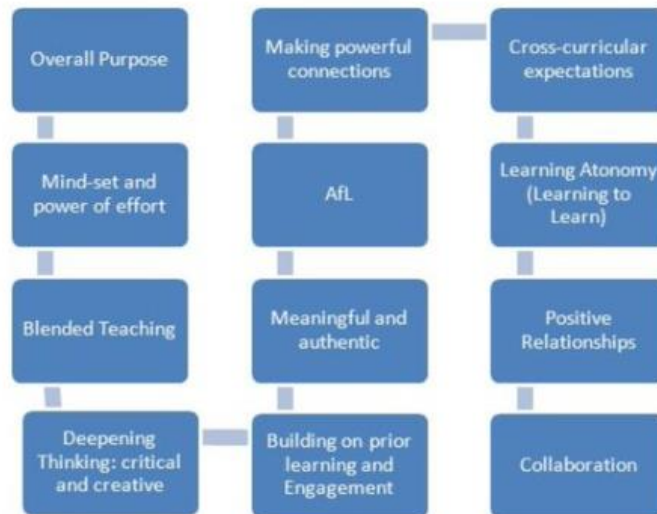 Overall Purpose
Mind-set and
power of effort
Blended Teaching
Deepening
Thinking: critical
and creative
Building on prior
learning and
Engagement
Meaningful and
authentic
AfL
Making powerful
connections
Cross-curricular
expectations
Learning Atonomy
(Learning to
Learn)
Positive
Relationships
Collaboration